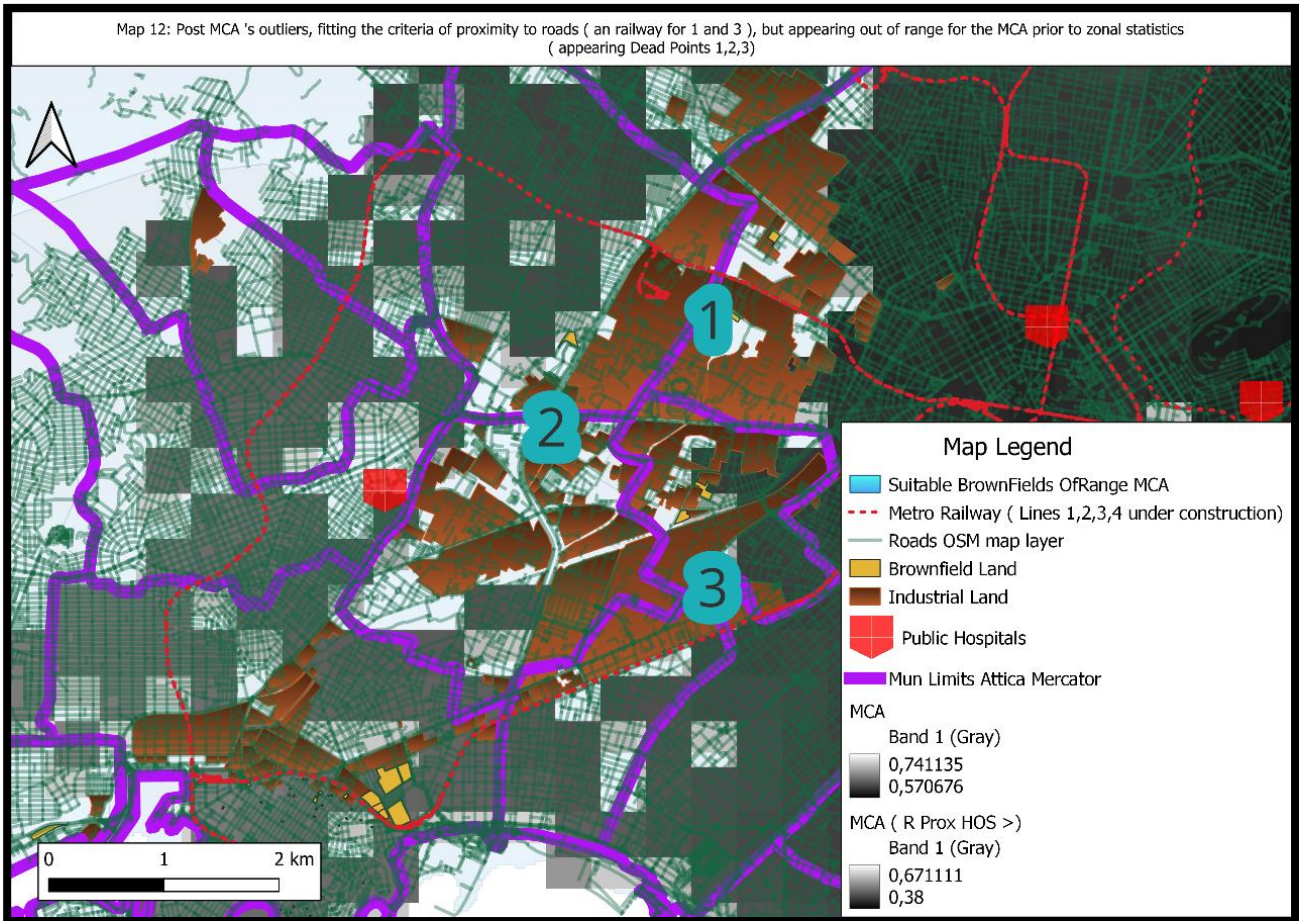 Map 12: Post MCA 's outliers, fitting the criteria of proximity to roads ( an railway for 1 and 3 ), but appearing out of range for the MCA prior to zonal statistics
( appearing Dead Points 1,2,3)
1
2
3
Map Legend
Suitable BrownFields OfRange MCA
Metro Railway ( Lines 1,2,3,4 under construction)
Roads OSM map layer
Brownfield Land
Industrial Land
Public Hospitals
Mun Limits Attica Mercator
MCA
Band 1 (Gray)
0,741135
0,570676
MCA ( R Prox HOS >)
Band 1 (Gray)
0,671111
0,38
0 1 2 km